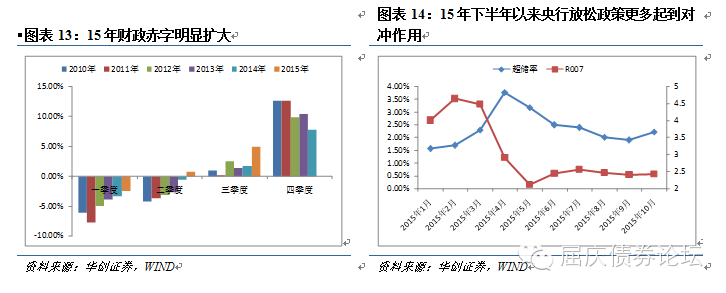 图表 13：15 年财政赤字明显扩大
15.00%
10.00%
5.00%
0.00%
-5.00%
-10.00%
2010年 2011年 2012年 2013年 2014年 2015年
一季度 二季度 三季度 四季度
资料来源：华创证券，WIND
图表 14：15 年下半年以来央行放松政策更多起到对
冲作用
超储率 R007
4.00%
3.50%
3.00%
2.50%
2.00%
1.50%
1.00%
0.50%
0.00%
5
4.5
4
3.5
3
2.5
2
2015年1月 2015年2月 2015年3月 2015年4月 2015年5月 2015年6月 2015年7月 2015年8月 2015年9月 2015年10月
资料来源：华创证券，WIND
屈庆债券论坛